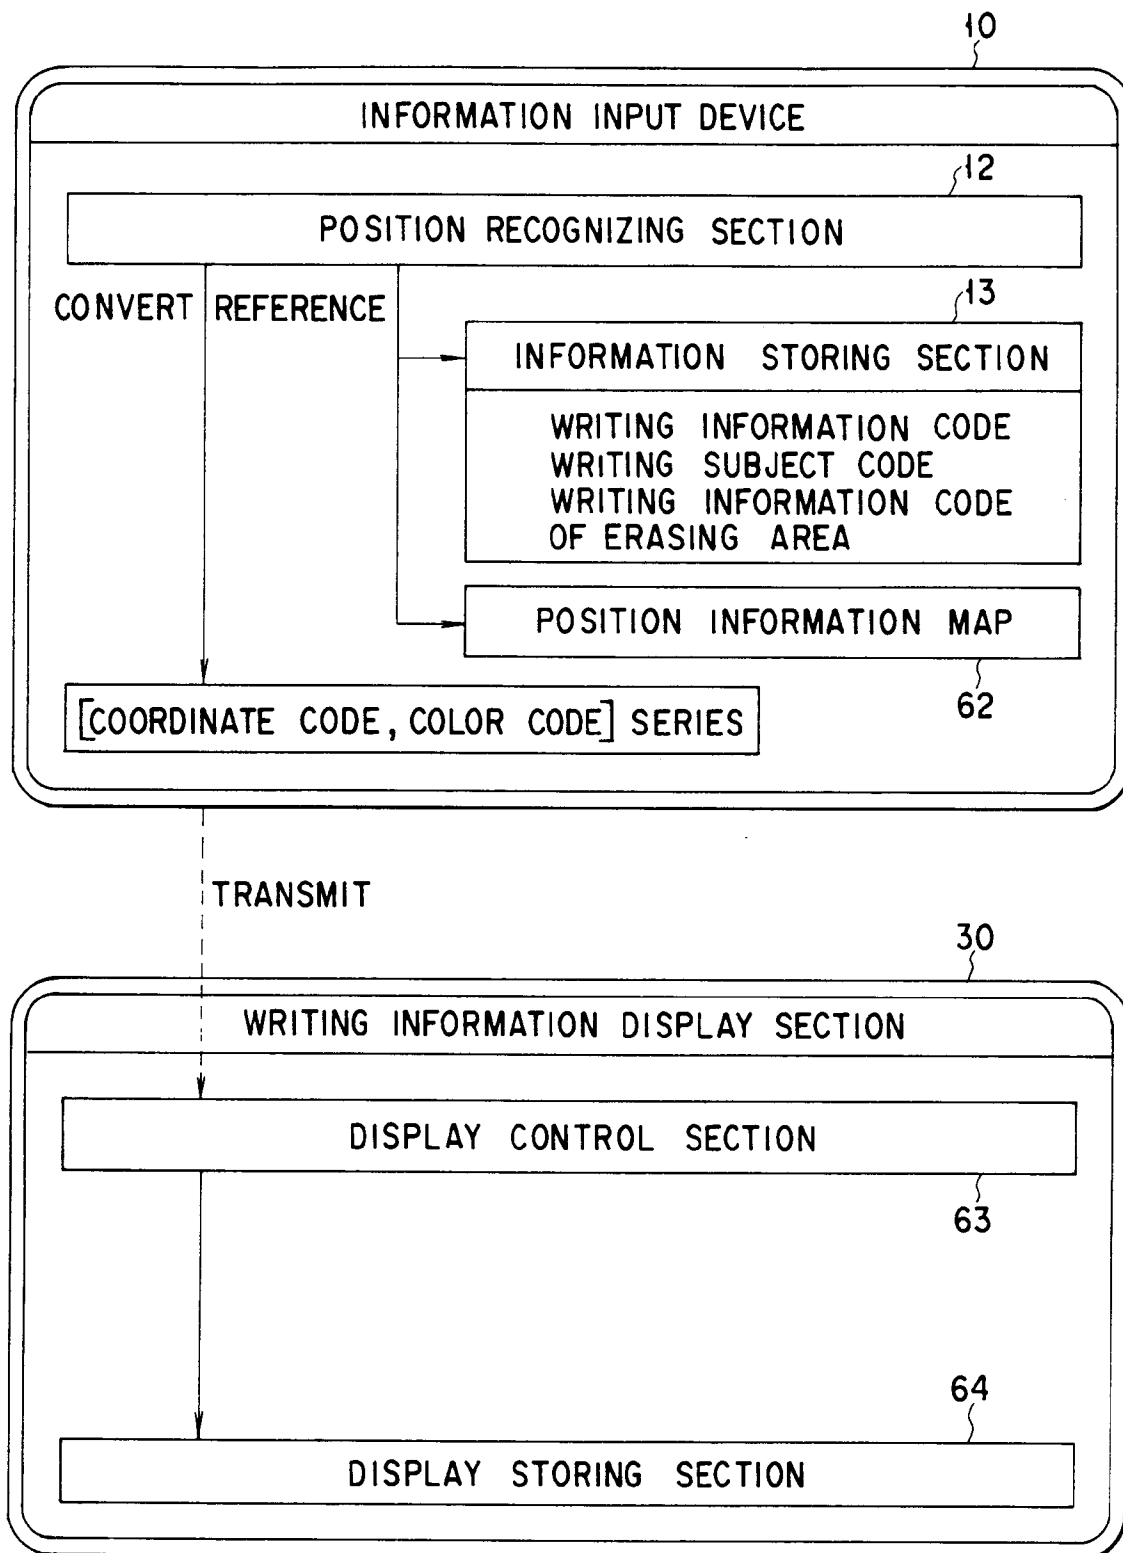 10
INFORMATION INPUT DEVICE
12
POSITION RECOGNIZING SECTION
CONVERT
REFERENCE
13
INFORMATION STORING SECTION
WRITING INFORMATION CODE
WRITING SUBJECT CODE
WRITING INFORMATION CODE
OF ERASING AREA
POSITION INFORMATION MAP
62
[COORDINATE CODE, COLOR CODE] SERIES
TRANSMIT
30
WRITING INFORMATION DISPLAY SECTION
DISPLAY CONTROL SECTION
63
64
DISPLAY STORING SECTION